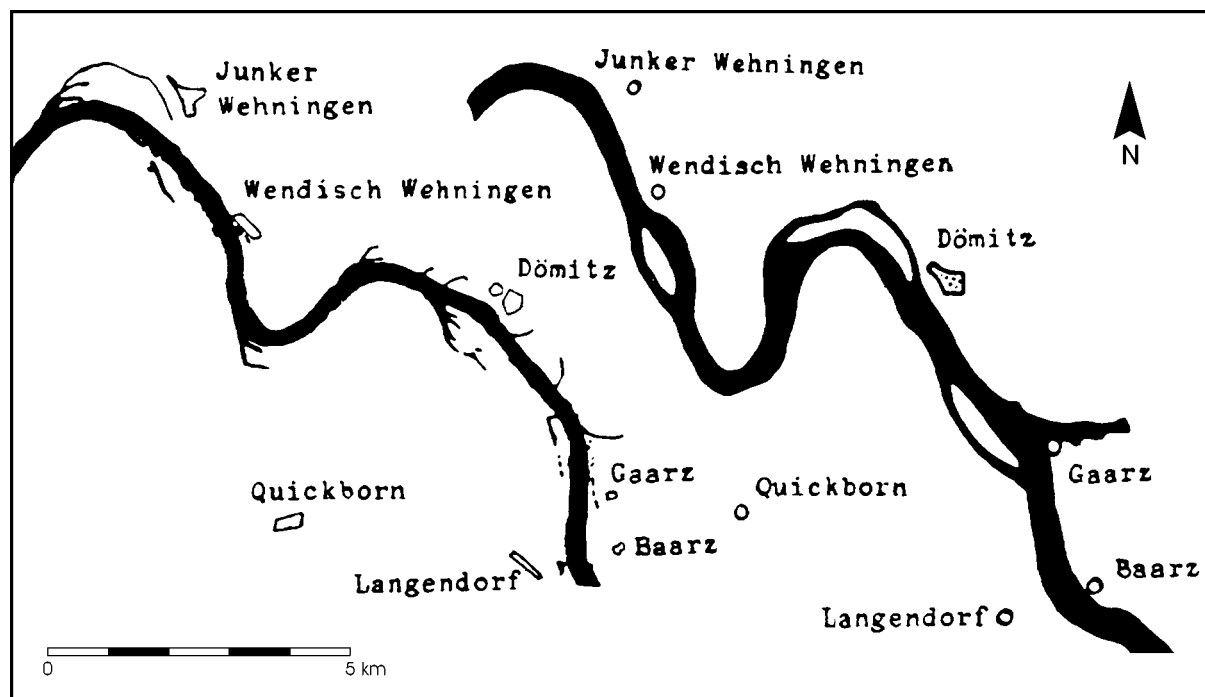 Junker
Wehningen
Wendisch Wehningen
Dömitz
Gaarz
Quickborn
Baarz
Langendorf
0 5 km
Junker Wehningen
N
Wendisch Wehningen
Dömitz
Gaarz
Quickborn
Baarz
Langendorf